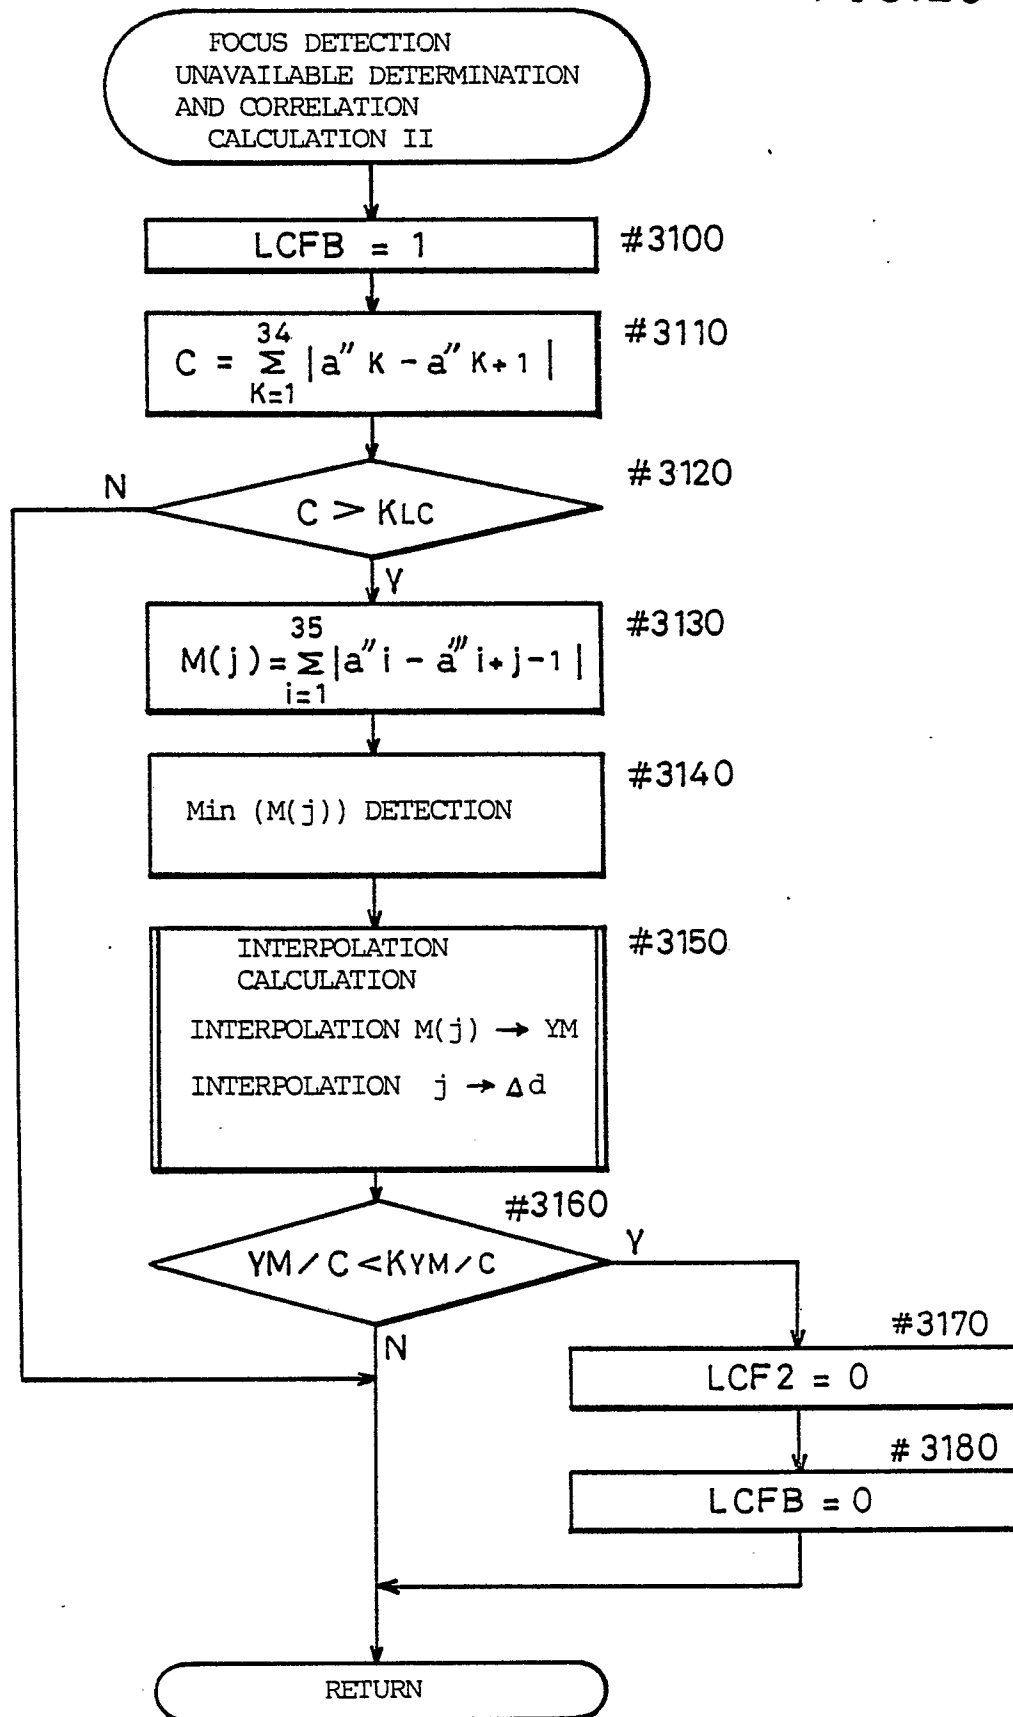 FOCUS DETECTION
UNAVAILABLE DETERMINATION
AND CORRELATION
CALCULATION II
LCFB = 1
#3100
C = Σ |a″K − a″K+1|
34
K=1
#3110
C > KLC
#3120
N
Y
M(j) = Σ |a″i − a‴i+j−1|
35
i=1
#3130
Min (M(j)) DETECTION
#3140
INTERPOLATION
CALCULATION
INTERPOLATION M(j) → YM
INTERPOLATION j → Δd
#3150
#3160
YM/C < KYM/C
Y
N
#3170
LCF2 = 0
#3180
LCFB = 0
RETURN